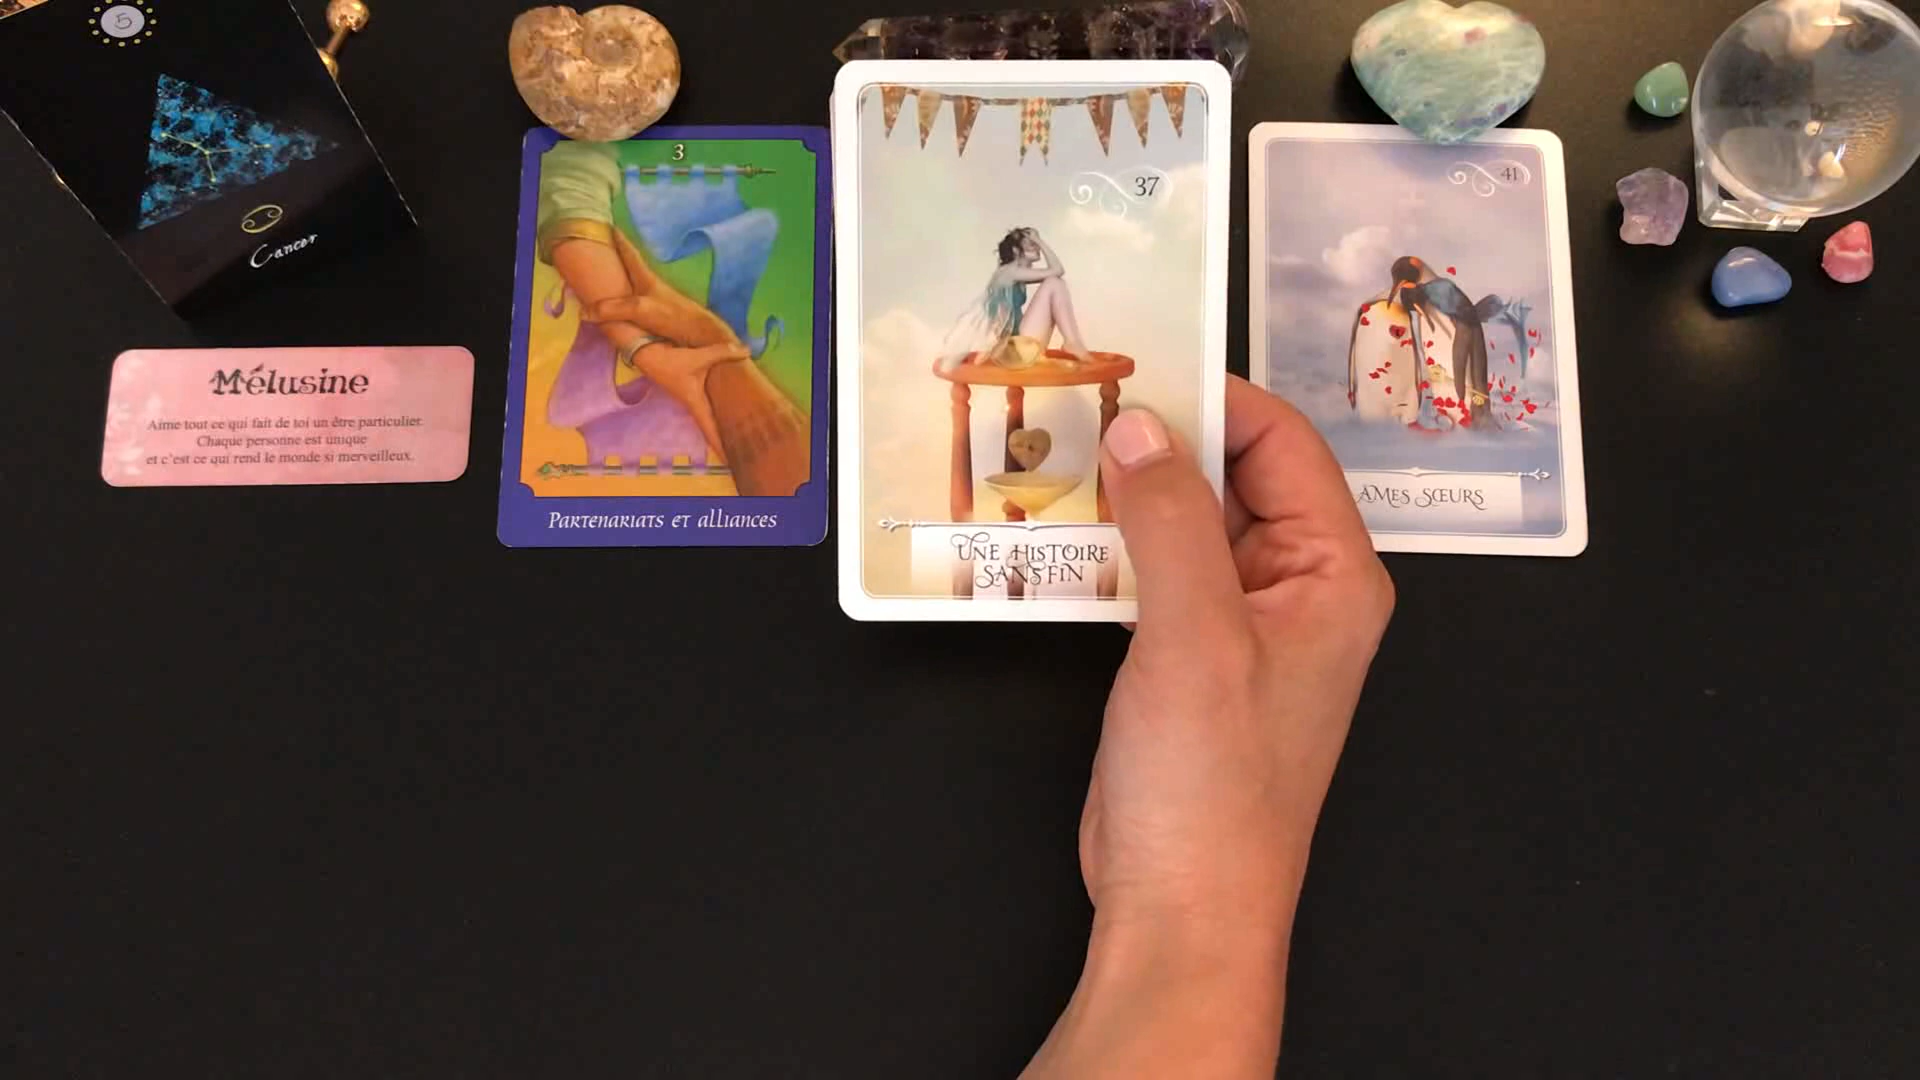 5
Cancer
Mélusine
Aime tout ce qui fait de toi un être particulier.
Chaque personne est unique
et c'est ce qui rend le monde si merveilleux.
3
Partenariats et alliances
37
Une Histoire
Sans Fin
41
Âmes Sœurs